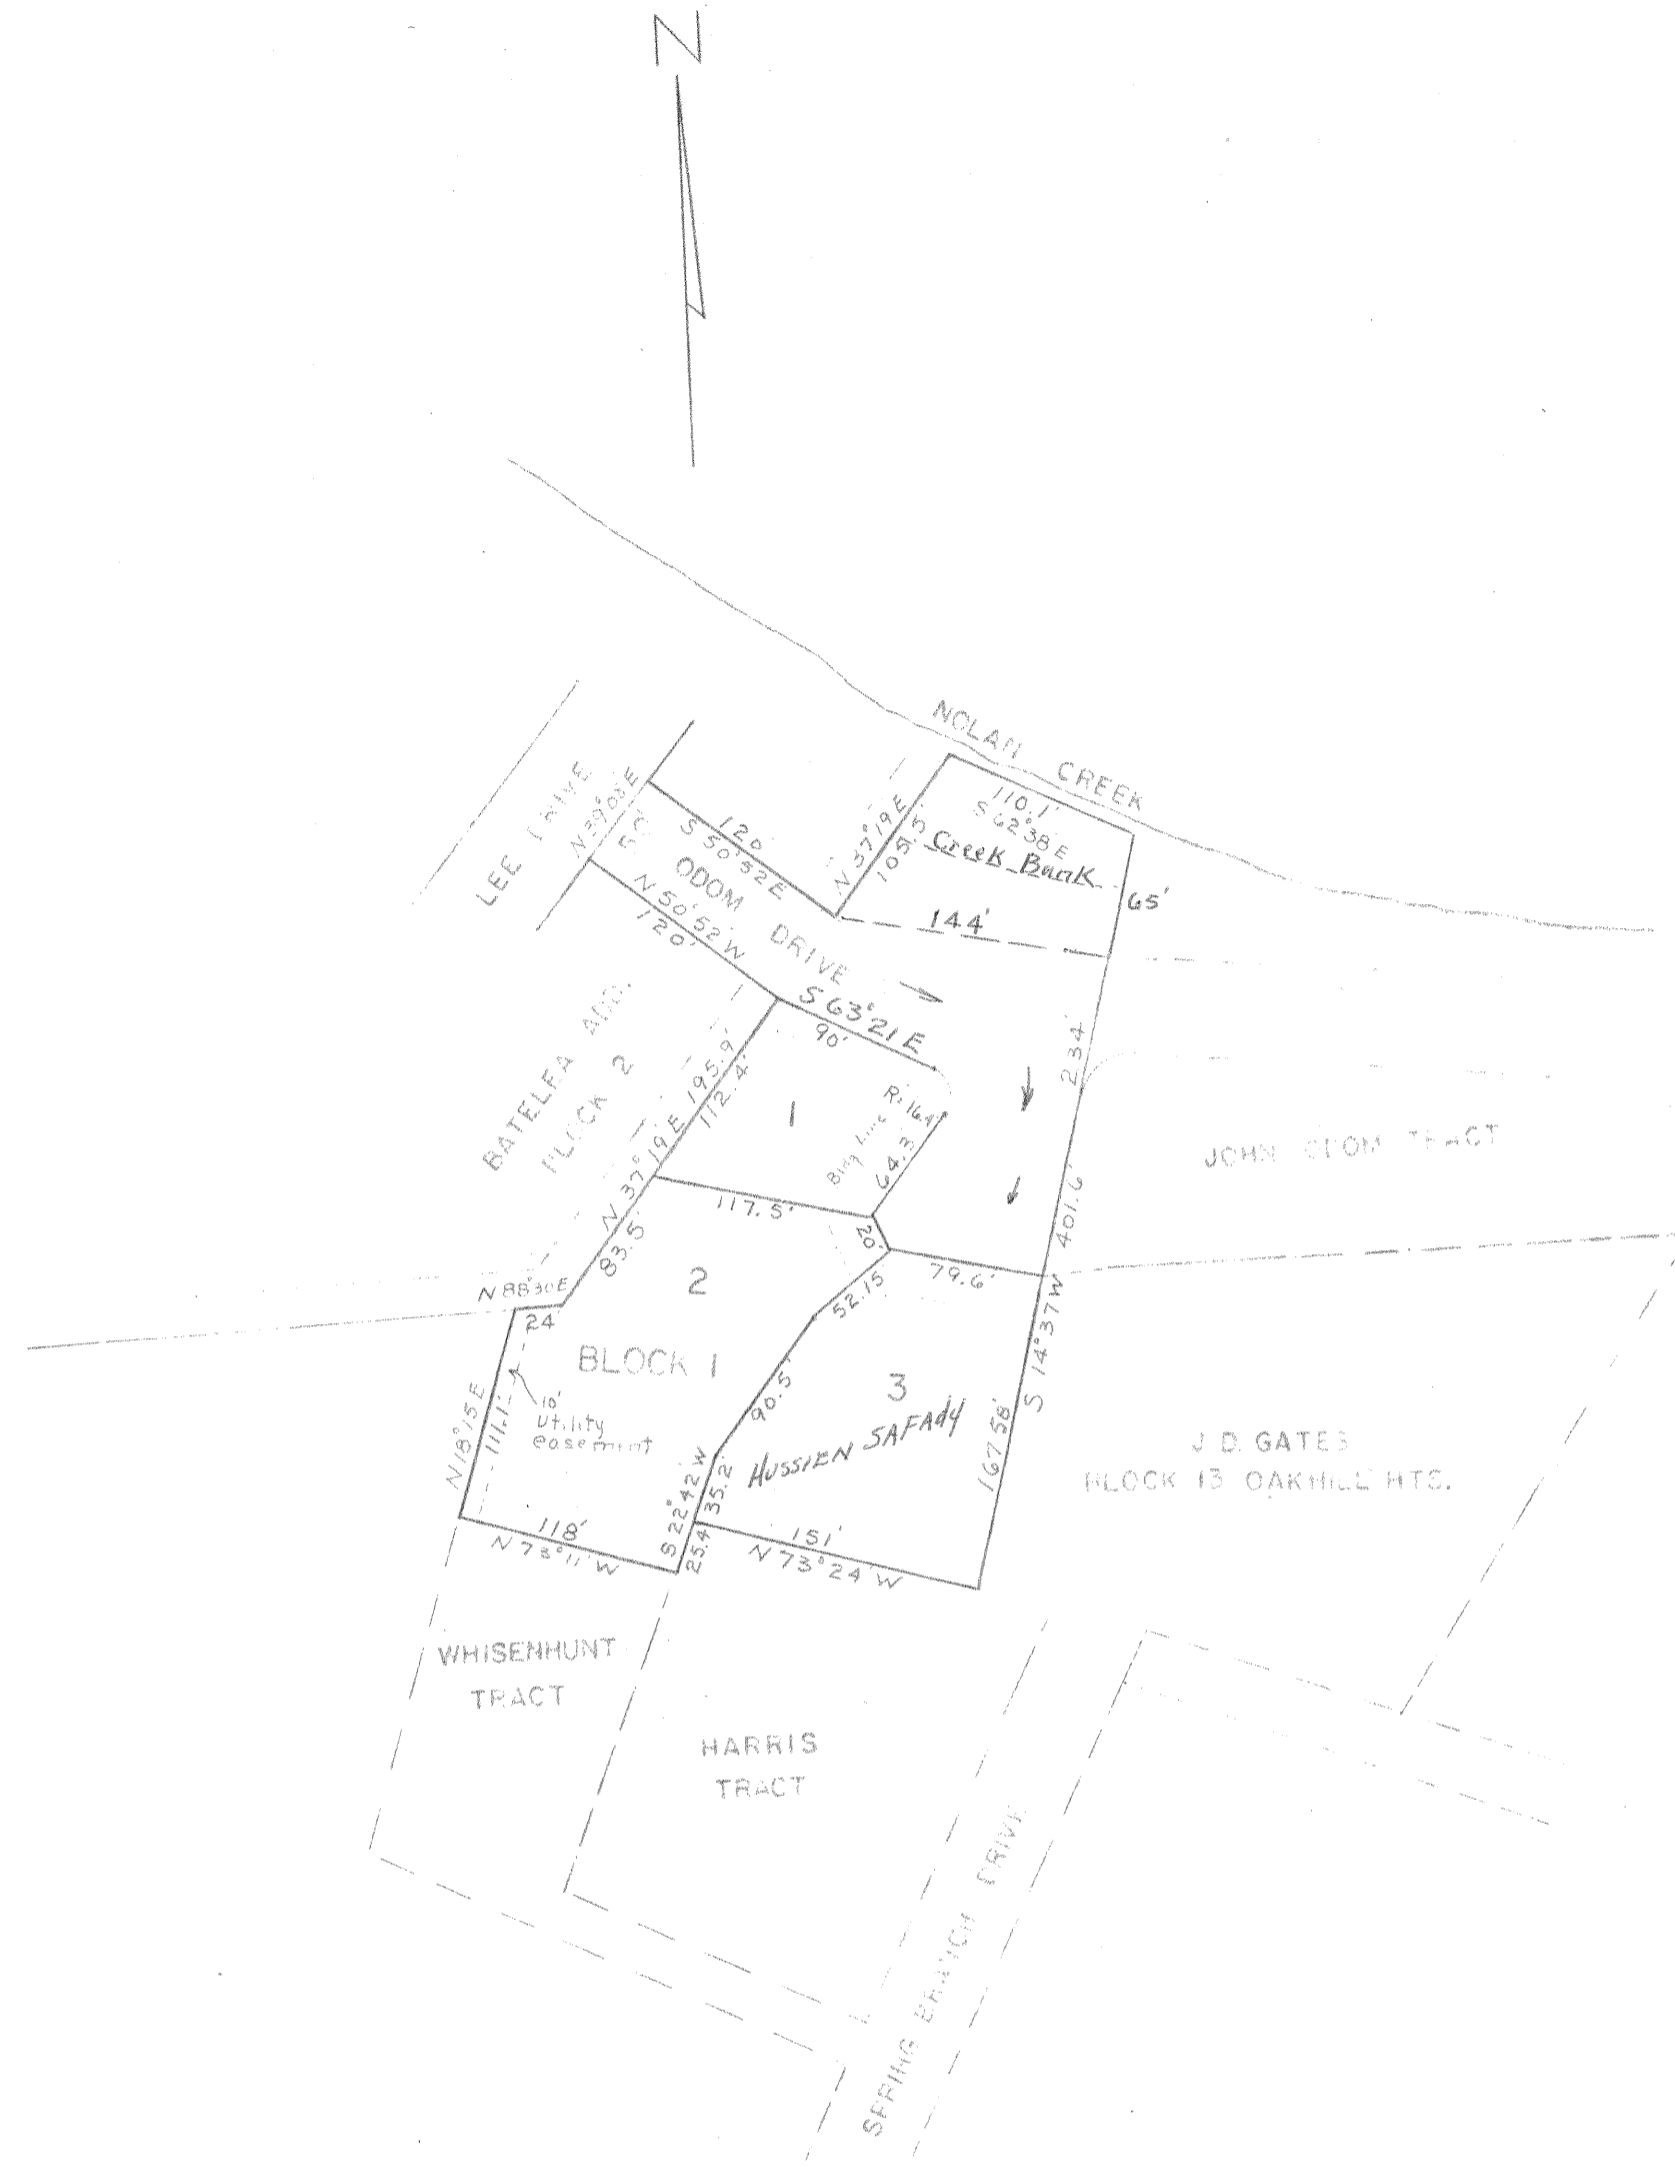 N
NOLAN CREEK
110.1'
S 62°38'E
Creek Bank
65'
N 37°19'E
105.5'
144'
LEE DRIVE
N 39°08'E
50'
120'
S 50°52'E
ODOM DRIVE
N 50°52'W
120'
S 63°21'E
90'
BATELFA ADD.
BLOCK 2
N 37°19'E 195.9'
112.4'
1
R=16.4'
Bldg Line
64.3'
234'
JOHN ODOM TRACT
117.5'
20'
83.5'
79.6'
S 14°37'W 401.6'
N 88°30'E
24'
2
52.15
BLOCK 1
3
HUSSIEN SAFAdy
90.5'
167.58'
N 18°15'E
111.1'
10'
Utility
easement
S 22°42'W
35.2'
25.4'
118'
N 73°11'W
151'
N 73°24'W
J D. GATES
BLOCK 13 OAKHILL HTS.
WHISENHUNT
TRACT
HARRIS
TRACT
SPRING BRANCH DRIVE